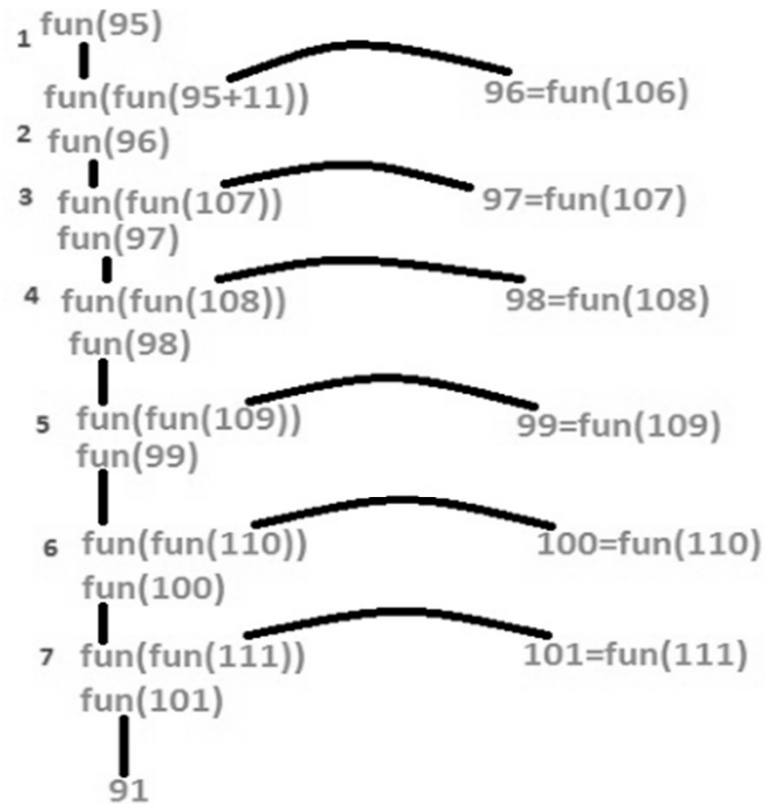 1 fun(95)
fun(fun(95+11)) 96=fun(106)
2 fun(96)
3 fun(fun(107)) 97=fun(107)
fun(97)
4 fun(fun(108)) 98=fun(108)
fun(98)
5 fun(fun(109)) 99=fun(109)
fun(99)
6 fun(fun(110)) 100=fun(110)
fun(100)
7 fun(fun(111)) 101=fun(111)
fun(101)
91